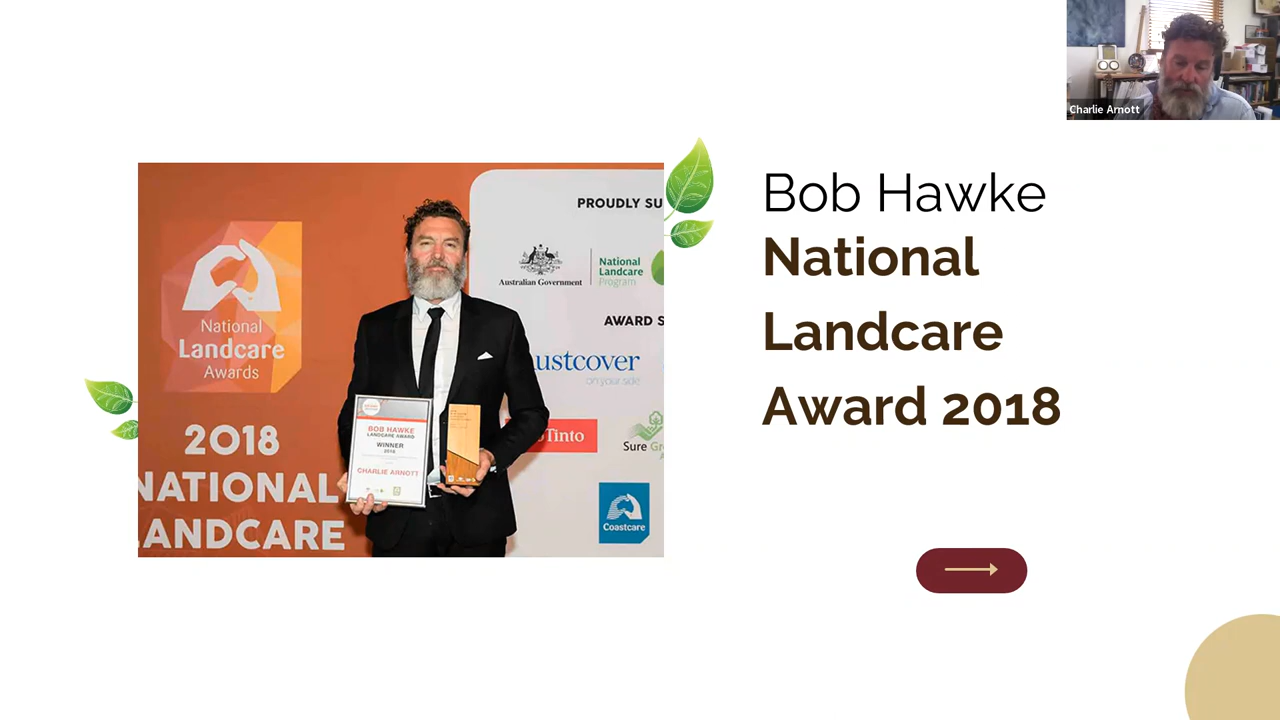 Charlie Arnott
Bob Hawke
National
Landcare
Award 2018
PROUDLY SU
Australian Government
National
Landcare
Program
AWARD S
ustcover
on your side
Tinto
Sure Gr
Coastcare
National
Landcare
Awards
2018
NATIONAL
LANDCARE
BOB HAWKE
LANDCARE AWARD
WINNER
2018
CHARLIE ARNOTT